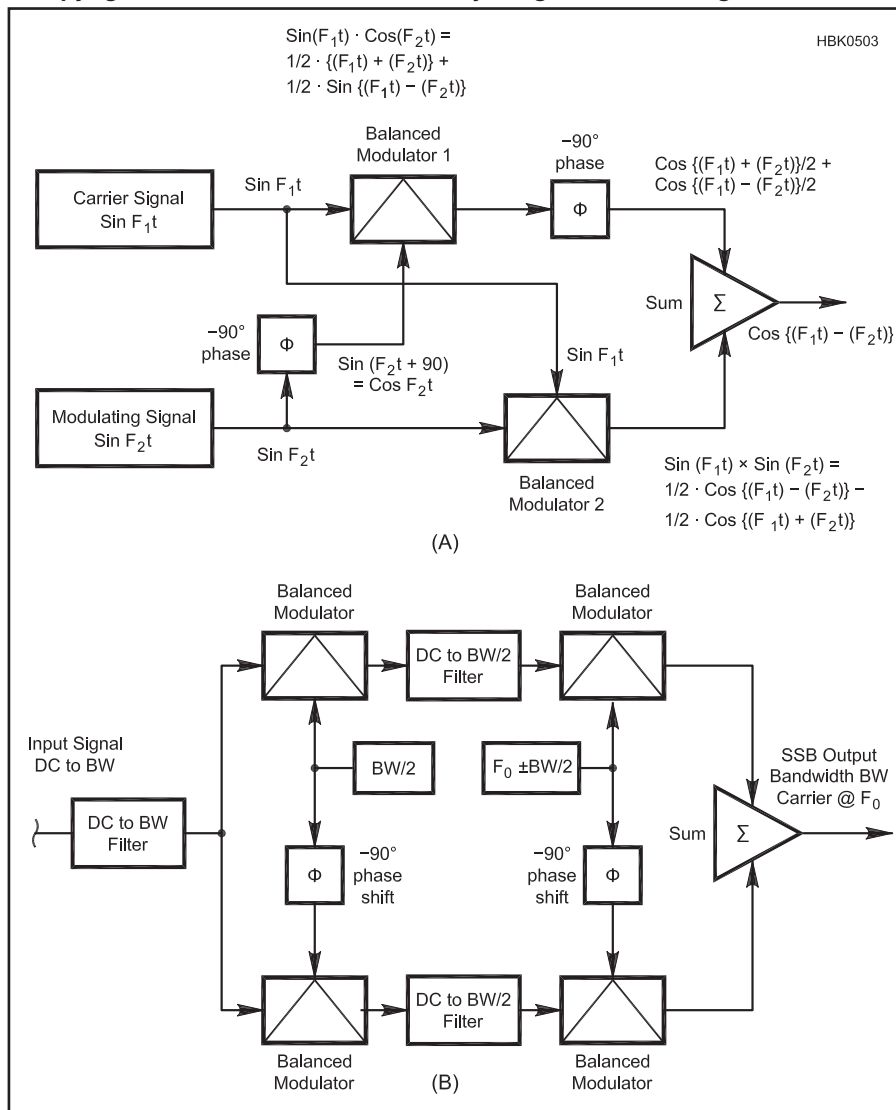 HBK0503
Sin(F₁t) · Cos(F₂t) =
1/2 · {(F₁t) + (F₂t)} +
1/2 · Sin {(F₁t) − (F₂t)}
Balanced
Modulator 1
−90°
phase
Φ
Cos {(F₁t) + (F₂t)}/2 +
Cos {(F₁t) − (F₂t)}/2
Carrier Signal
Sin F₁t
Sin F₁t
Sum
Σ
Cos {(F₁t) − (F₂t)}
−90°
phase
Φ
Sin (F₂t + 90)
= Cos F₂t
Sin F₁t
Modulating Signal
Sin F₂t
Sin F₂t
Balanced
Modulator 2
Sin (F₁t) × Sin (F₂t) =
1/2 · Cos {(F₁t) − (F₂t)} −
1/2 · Cos {(F ₁t) + (F₂t)}
(A)
Balanced
Modulator
DC to BW/2
Filter
Balanced
Modulator
Input Signal
DC to BW
DC to BW
Filter
BW/2
F₀ ±BW/2
SSB Output
Bandwidth BW
Carrier @ F₀
Sum
Σ
Φ
−90°
phase
shift
−90°
phase
shift
Φ
DC to BW/2
Filter
Balanced
Modulator
Balanced
Modulator
(B)